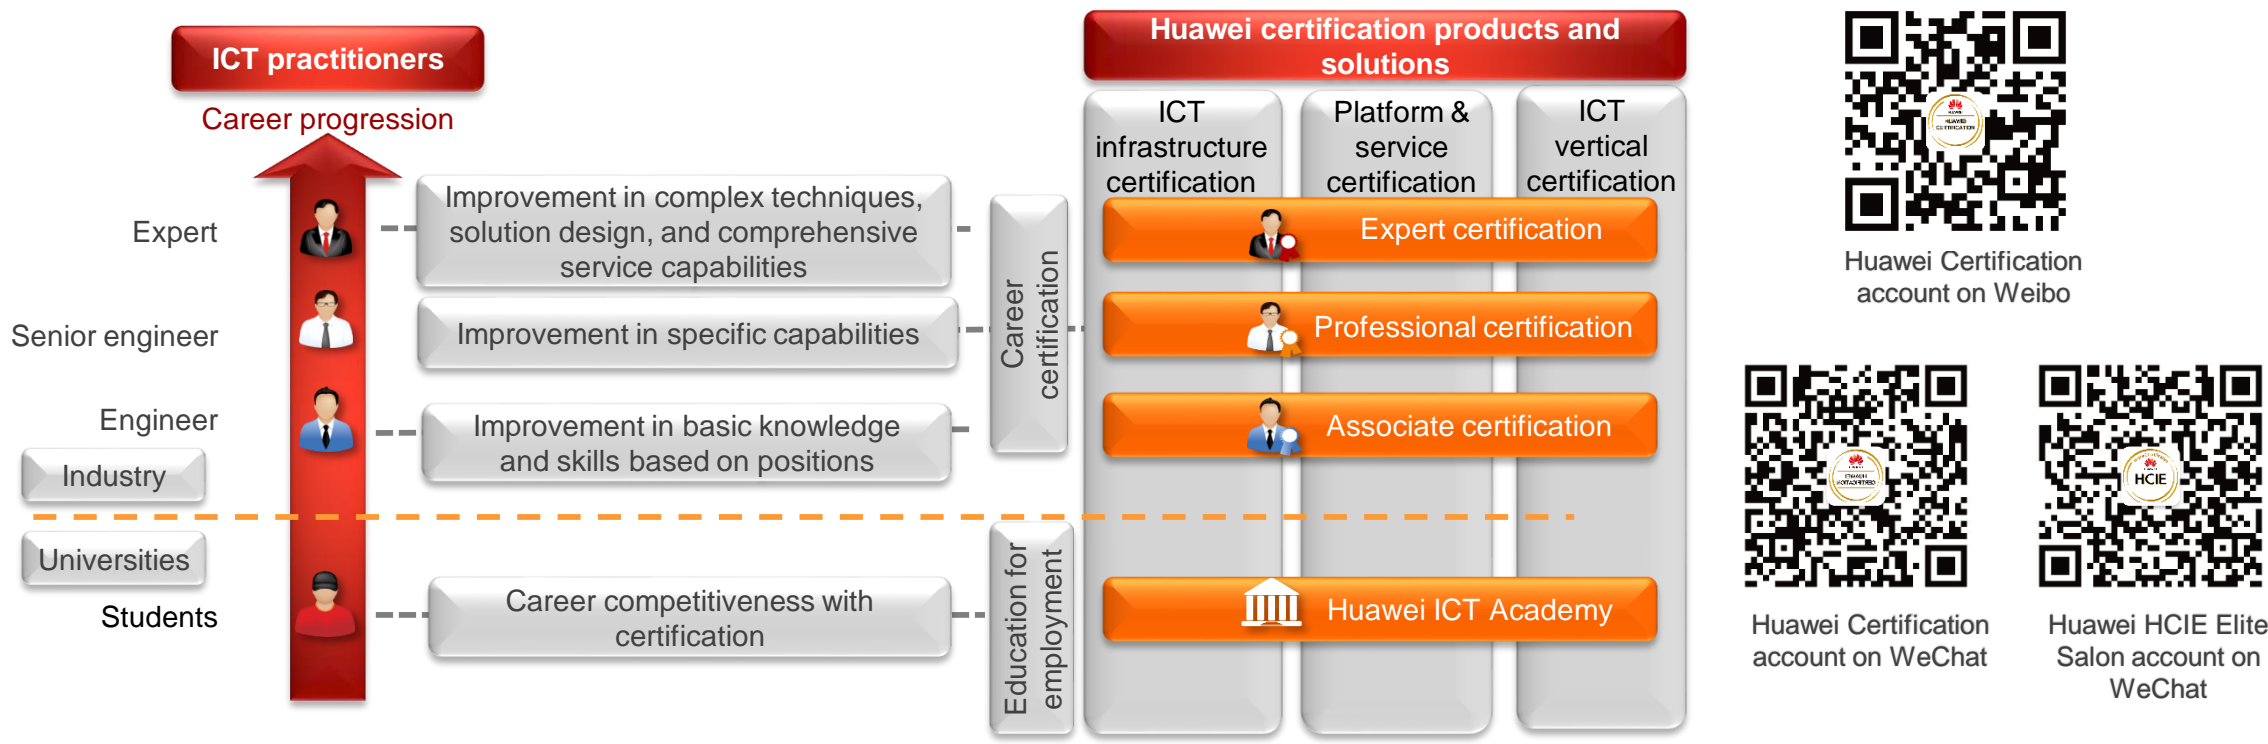 ICT practitioners
Career progression
Expert
Senior engineer
Engineer
Industry
Universities
Students
Improvement in complex techniques,
solution design, and comprehensive
service capabilities
Improvement in specific capabilities
Improvement in basic knowledge
and skills based on positions
Career competitiveness with
certification
Career
certification
Education for
employment
Huawei certification products and
solutions
ICT
infrastructure
certification
Platform &
service
certification
ICT
vertical
certification
Expert certification
Professional certification
Associate certification
Huawei ICT Academy
HUAWEI
CERTIFICATION
Huawei Certification
account on Weibo
Huawei Certification
account on WeChat
HCIE
Huawei HCIE Elite
Salon account on
WeChat